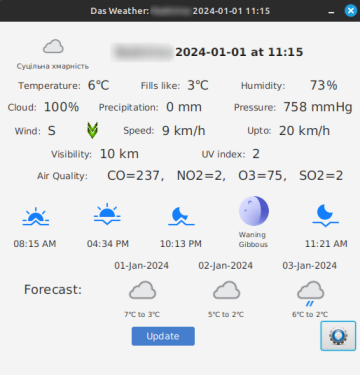 Das Weather: 2024-01-01 11:15
2024-01-01 at 11:15
Суцільна хмарність
Temperature: 6℃ Fills like: 3℃ Humidity: 73%
Cloud: 100% Precipitation: 0 mm Pressure: 758 mmHg
Wind: S Speed: 9 km/h Upto: 20 km/h
Visibility: 10 km UV index: 2
Air Quality: CO=237, NO2=2, O3=75, SO2=2
Waning
Gibbous
08:15 AM 04:34 PM 10:13 PM 11:21 AM
01-Jan-2024 02-Jan-2024 03-Jan-2024
Forecast:
7℃ to 3℃ 5℃ to 2℃ 6℃ to 2℃
Update